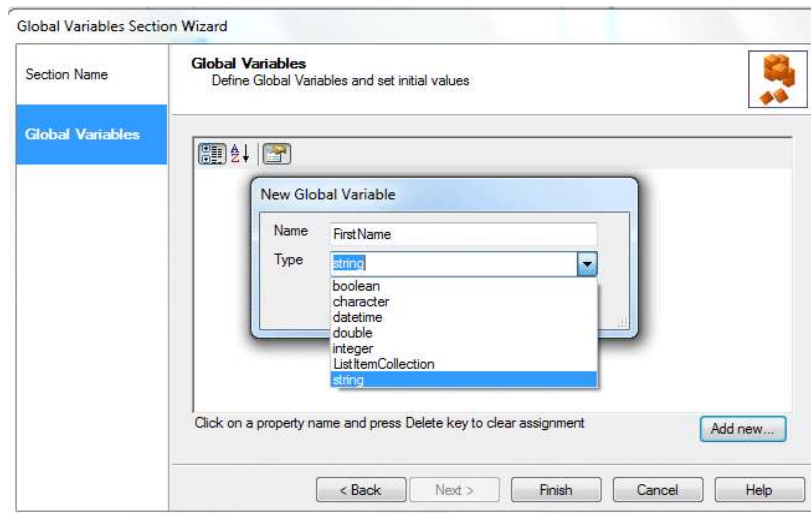 Global Variables Section Wizard
Section Name
Global Variables
Global Variables
Define Global Variables and set initial values
A
Z
New Global Variable
Name
FirstName
Type
string
boolean
character
datetime
double
integer
ListItemCollection
string
Click on a property name and press Delete key to clear assignment
Add new...
< Back
Next >
Finish
Cancel
Help